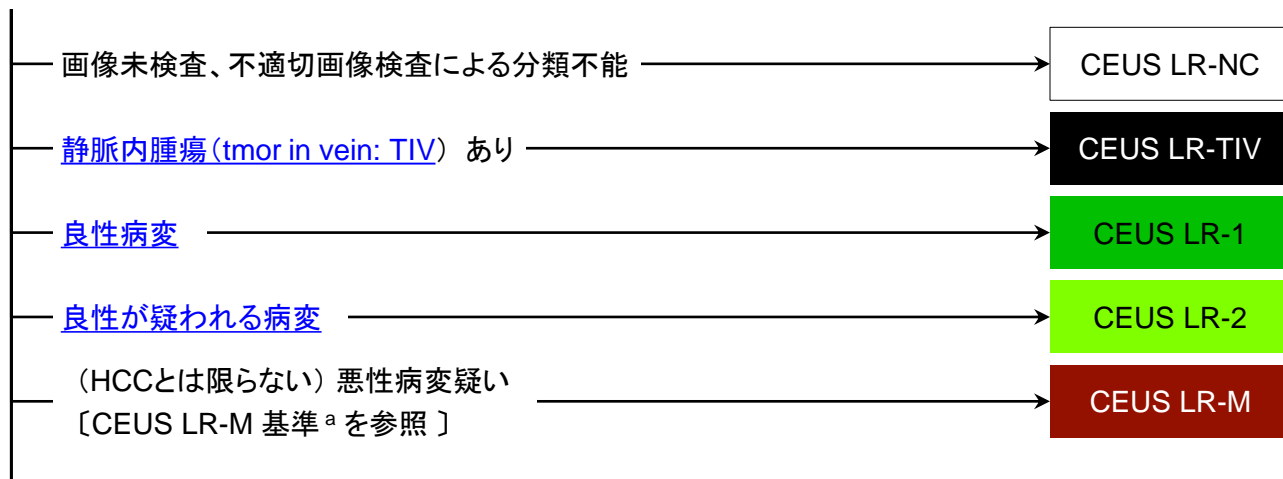 画像未検査、不適切画像検査による分類不能 CEUS LR-NC
静脈内腫瘍(tmor in vein: TIV) あり CEUS LR-TIV
良性病変 CEUS LR-1
良性が疑われる病変 CEUS LR-2
(HCCとは限らない) 悪性病変疑い
〔CEUS LR-M 基準 a を参照 〕 CEUS LR-M